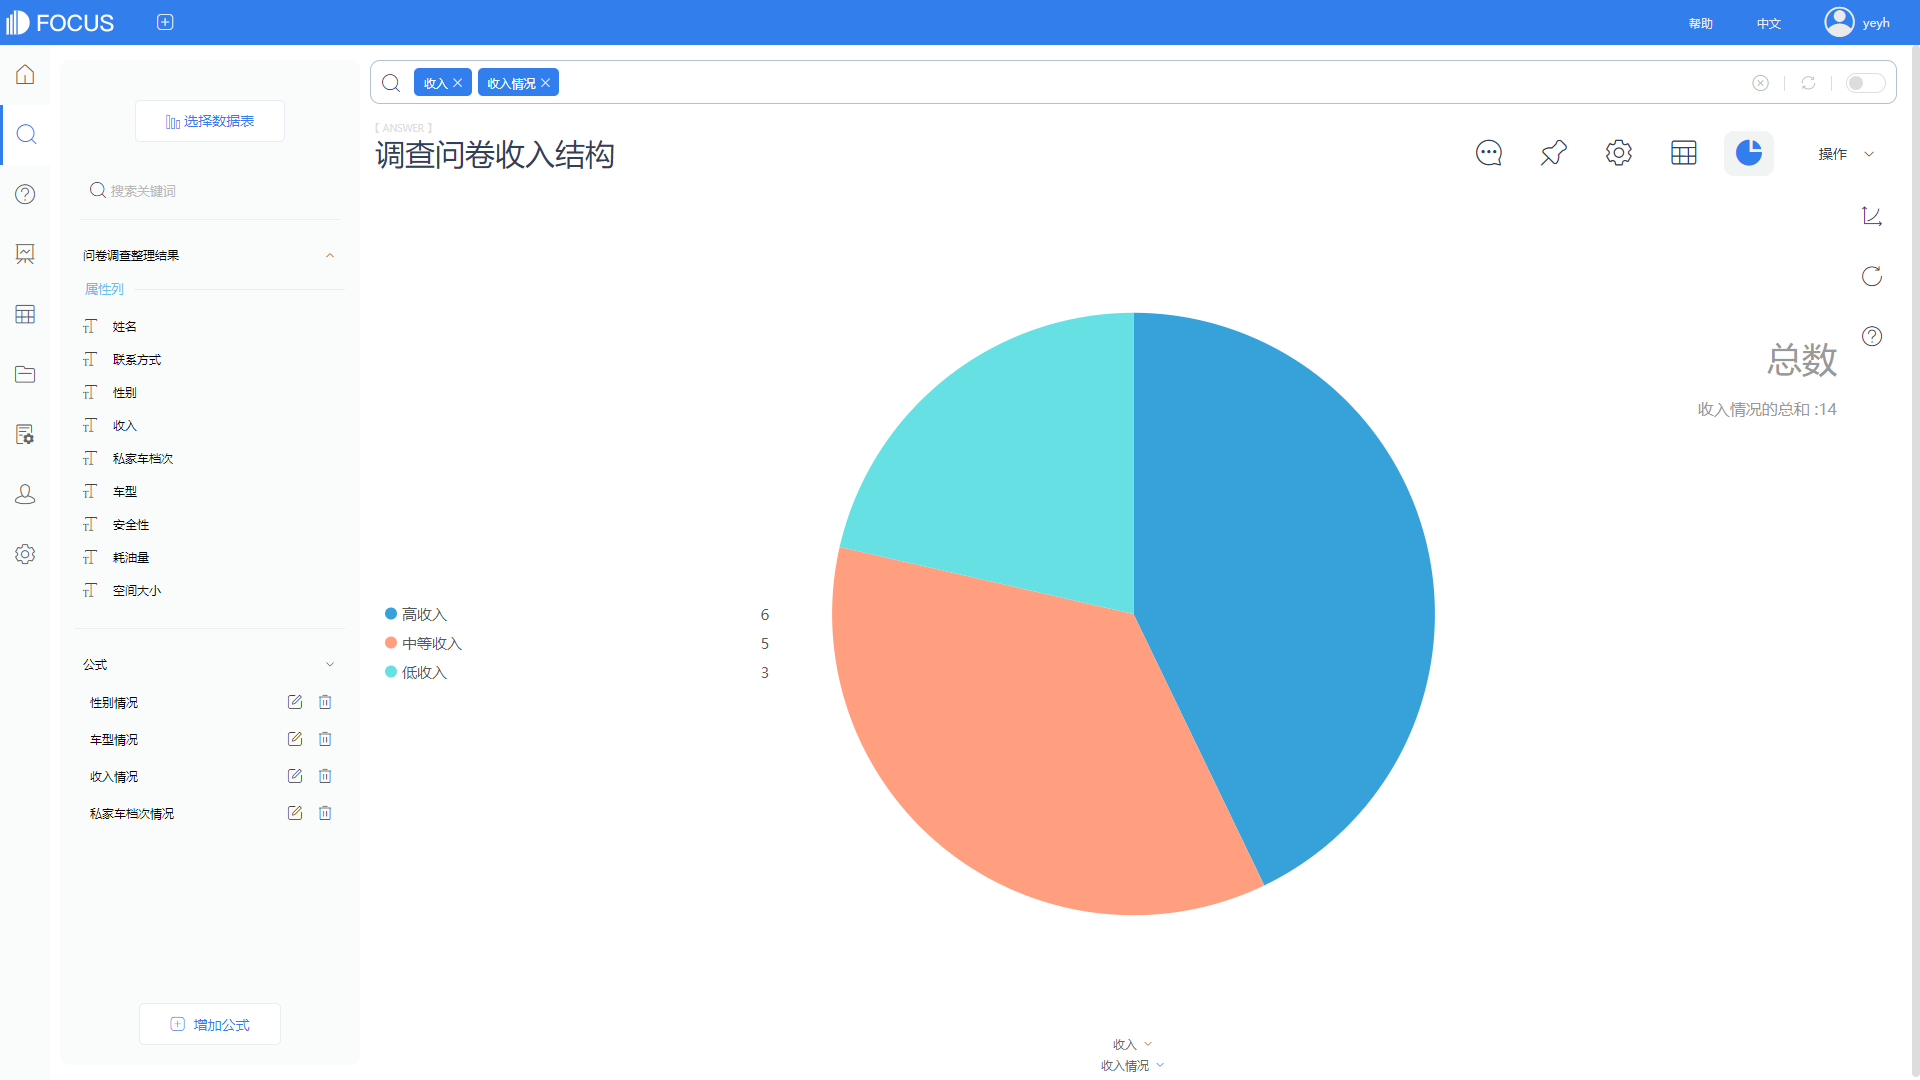 FOCUS
帮助
中文
yeyh
选择数据表
搜索关键词
问卷调查整理结果
属性列
姓名
联系方式
性别
收入
私家车档次
车型
安全性
耗油量
空间大小
公式
性别情况
车型情况
收入情况
私家车档次情况
增加公式
收入
收入情况
【 ANSWER 】
调查问卷收入结构
操作
总数
收入情况的总和 :14
高收入 6
中等收入 5
低收入 3
收入
收入情况